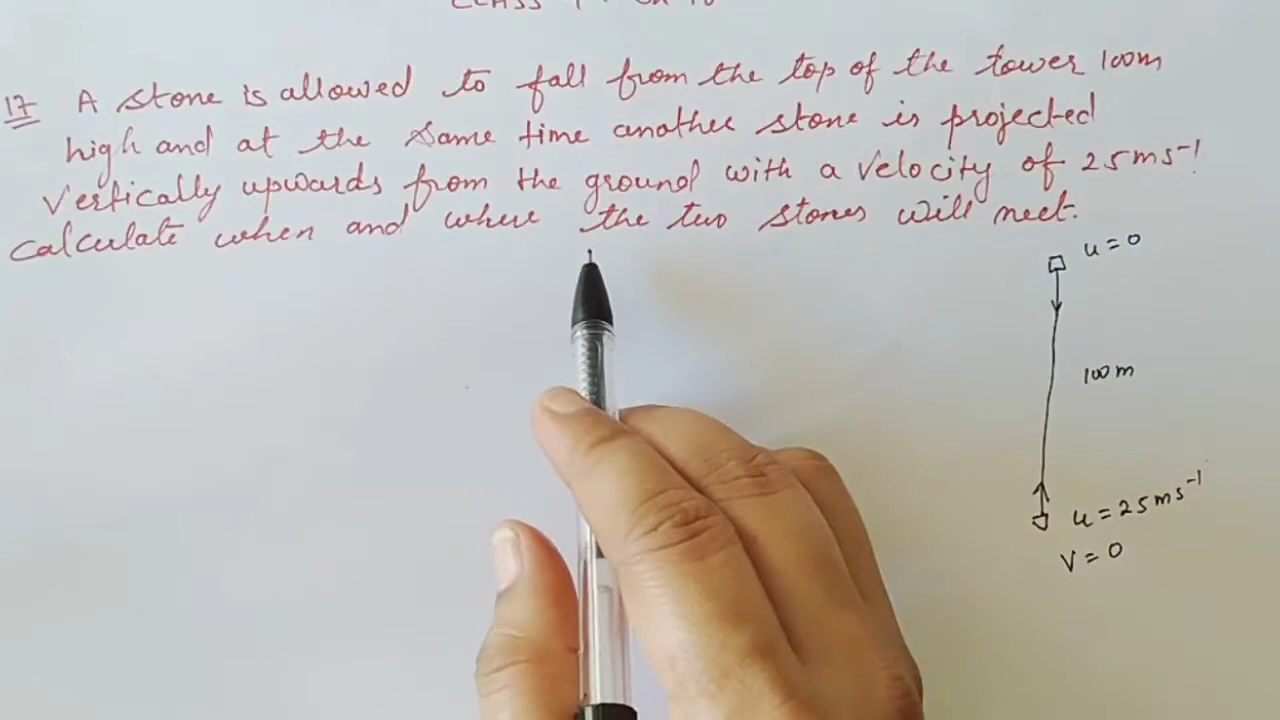 17 A stone is allowed to fall from the top of the tower 100m
high and at the same time another stone is projected
Vertically upwards from the ground with a velocity of 25ms⁻¹.
Calculate when and where the two stones will meet.
u=0
100m
u=25ms⁻¹
V=0